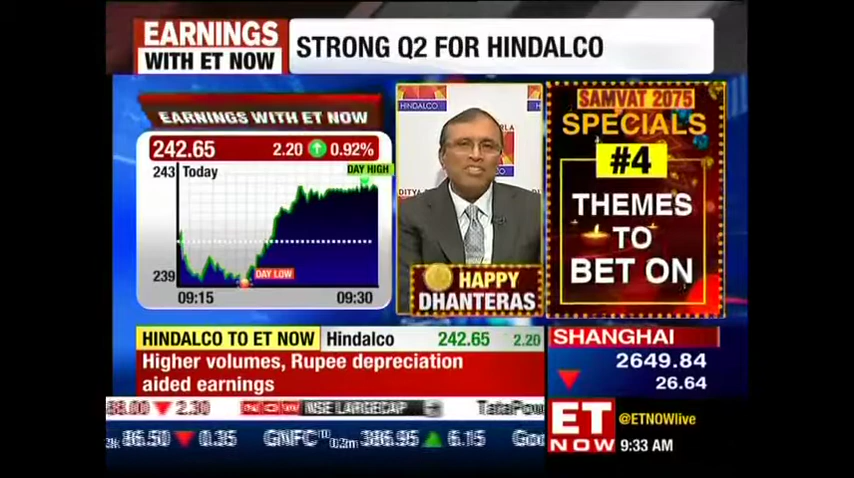 EARNINGS
WITH ET NOW
STRONG Q2 FOR HINDALCO
EARNINGS WITH ET NOW
242.65 2.20 0.92%
243 Today
DAY HIGH
239
DAY LOW
09:15 09:30
HINDALCO
HAPPY
DHANTERAS
SAMVAT 2075
SPECIALS
#4
THEMES
TO
BET ON
HINDALCO TO ET NOW Hindalco 242.65 2.20
Higher volumes, Rupee depreciation
aided earnings
SHANGHAI
2649.84
26.64
NSE LARGECAP
86.50 0.35 GNFC 386.95 6.15
ET
NOW
@ETNOWlive
9:33 AM